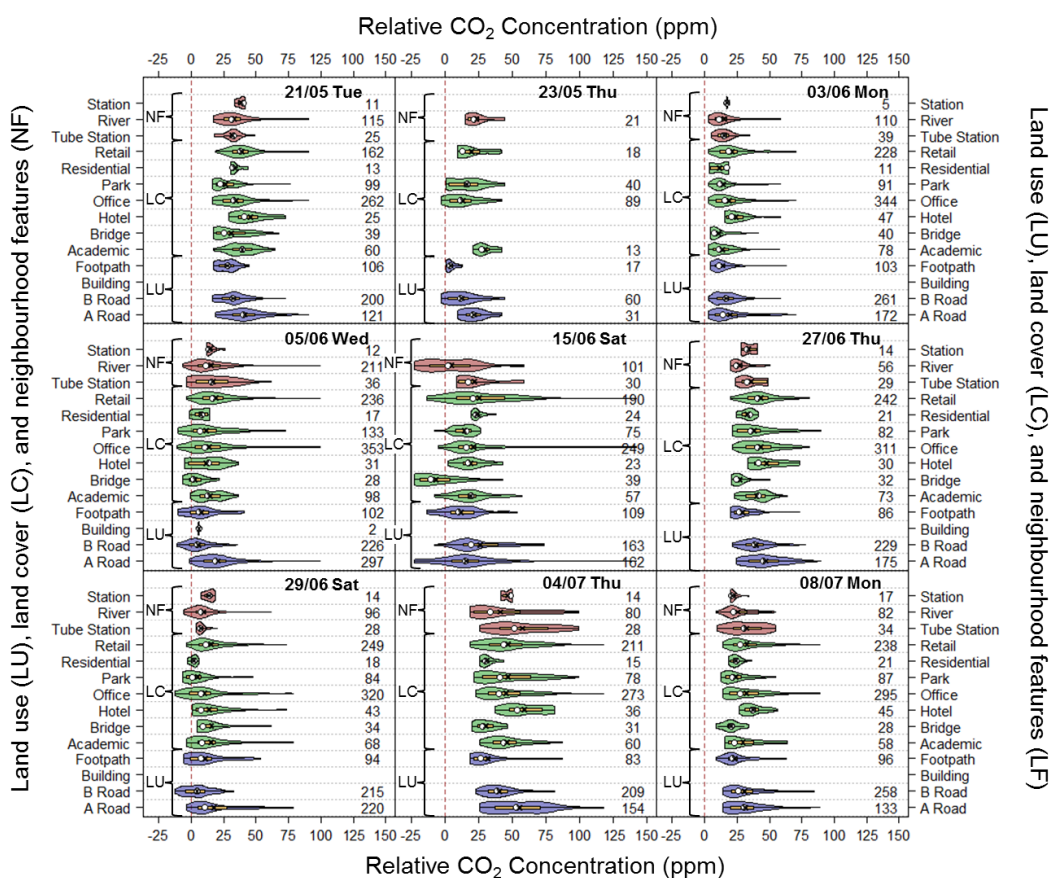 Relative CO2 Concentration (ppm)
-25 0 25 50 75 100 150 -25 0 25 50 75 100 150 -25 0 25 50 75 100 150
Land use (LU), land cover (LC), and neighbourhood features (NF)
Land use (LU), land cover (LC), and neighbourhood features (LF)
21/05 Tue 23/05 Thu 03/06 Mon
Station 11 5 Station
River NF 115 NF 21 NF 110 River
Tube Station 25 39 Tube Station
Retail 162 18 228 Retail
Residential 13 11 Residential
Park 99 40 91 Park
Office LC 262 LC 89 LC 344 Office
Hotel 25 47 Hotel
Bridge 39 40 Bridge
Academic 60 13 78 Academic
Footpath 106 17 103 Footpath
Building LU LU LU Building
B Road 200 60 261 B Road
A Road 121 31 172 A Road
05/06 Wed 15/06 Sat 27/06 Thu
Station 12 14 Station
River NF 211 NF 101 NF 56 River
Tube Station 36 30 29 Tube Station
Retail 236 190 242 Retail
Residential 17 24 21 Residential
Park 133 75 82 Park
Office LC 353 LC 249 LC 311 Office
Hotel 31 23 30 Hotel
Bridge 28 39 32 Bridge
Academic 98 57 73 Academic
Footpath 102 109 86 Footpath
Building LU 2 LU LU Building
B Road 226 163 229 B Road
A Road 297 162 175 A Road
29/06 Sat 04/07 Thu 08/07 Mon
Station 14 14 17 Station
River NF 96 NF 80 NF 82 River
Tube Station 28 28 34 Tube Station
Retail 249 211 238 Retail
Residential 18 15 21 Residential
Park 54 78 87 Park
Office LC 320 LC 273 LC 295 Office
Hotel 43 36 45 Hotel
Bridge 34 31 28 Bridge
Academic 68 60 58 Academic
Footpath 94 83 96 Footpath
Building LU LU LU Building
B Road 215 209 258 B Road
A Road 220 154 133 A Road
-25 0 25 50 75 100 150 -25 0 25 50 75 100 150 -25 0 25 50 75 100 150
Relative CO2 Concentration (ppm)